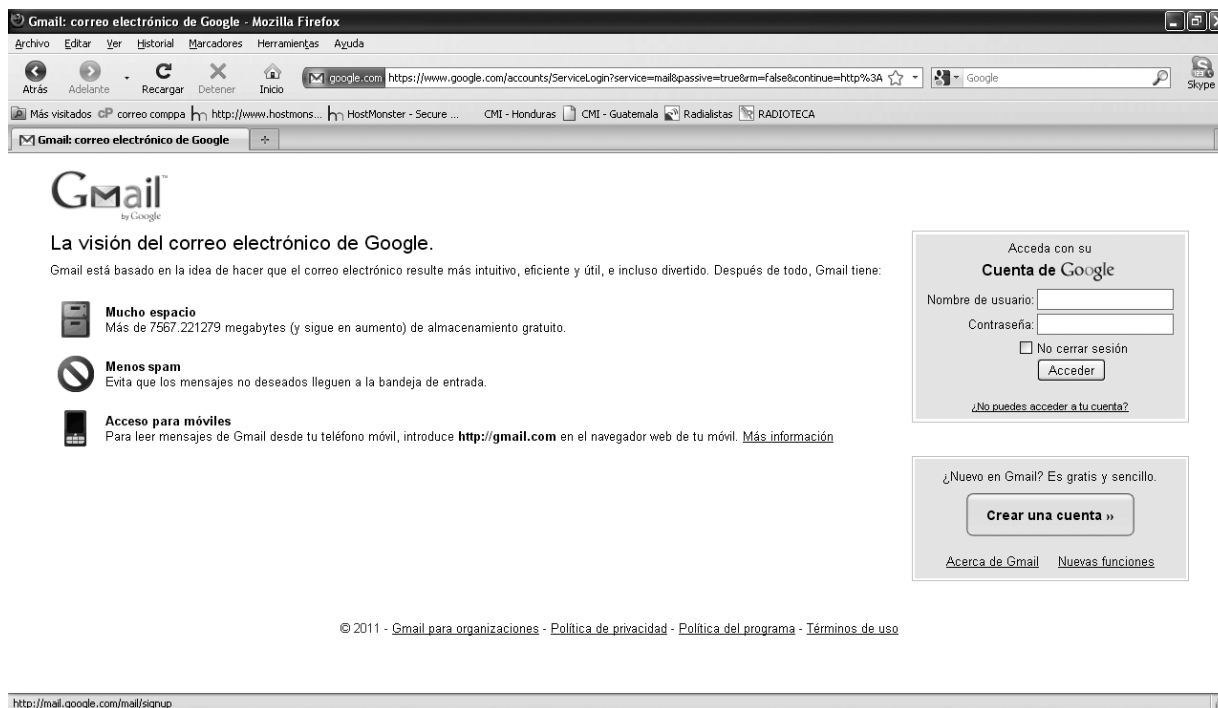 Gmail: correo electrónico de Google - Mozilla Firefox
Archivo Editar Ver Historial Marcadores Herramientas Ayuda
Atrás Adelante Recargar Detener Inicio google.com https://www.google.com/accounts/ServiceLogin?service=mail&passive=true&rm=false&continue=http%3A Google Skype
Más visitados cP correo comppa http://www.hostmons... HostMonster - Secure ... CMI - Honduras CMI - Guatemala Radialistas RADIOTECA
Gmail: correo electrónico de Google
Gmail™
by Google
La visión del correo electrónico de Google.
Gmail está basado en la idea de hacer que el correo electrónico resulte más intuitivo, eficiente y útil, e incluso divertido. Después de todo, Gmail tiene:
Mucho espacio
Más de 7567.221279 megabytes (y sigue en aumento) de almacenamiento gratuito.
Menos spam
Evita que los mensajes no deseados lleguen a la bandeja de entrada.
Acceso para móviles
Para leer mensajes de Gmail desde tu teléfono móvil, introduce http://gmail.com en el navegador web de tu móvil. Más información
Acceda con su
Cuenta de Google
Nombre de usuario:
Contraseña:
No cerrar sesión
Acceder
¿No puedes acceder a tu cuenta?
¿Nuevo en Gmail? Es gratis y sencillo.
Crear una cuenta »
Acerca de Gmail Nuevas funciones
© 2011 - Gmail para organizaciones - Política de privacidad - Política del programa - Términos de uso
http://mail.google.com/mail/signup